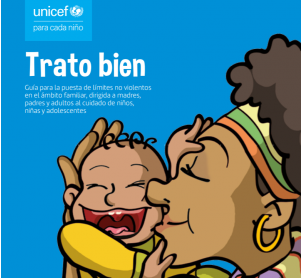 unicef
para cada niño
Trato bien
Guía para la puesta de límites no violentos
en el ámbito familiar, dirigida a madres,
padres y adultos al cuidado de niños,
niñas y adolescentes